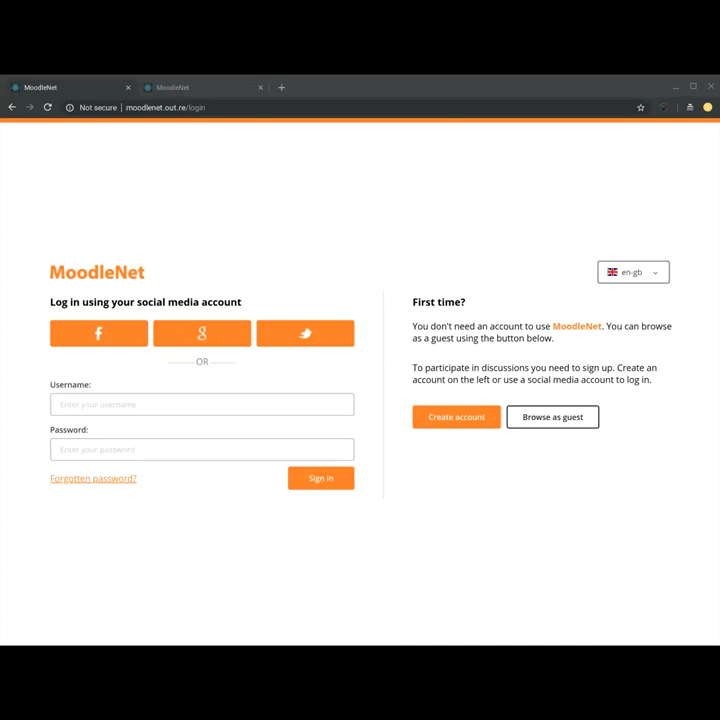 MoodleNet
MoodleNet
Not secure | moodlenet.out.re/login
MoodleNet
en-gb
Log in using your social media account
OR
Username:
Enter your username
Password:
Enter your password
Forgotten password?
Sign in
First time?
You don't need an account to use MoodleNet. You can browse
as a guest using the button below.
To participate in discussions you need to sign up. Create an
account on the left or use a social media account to log in.
Create account
Browse as guest